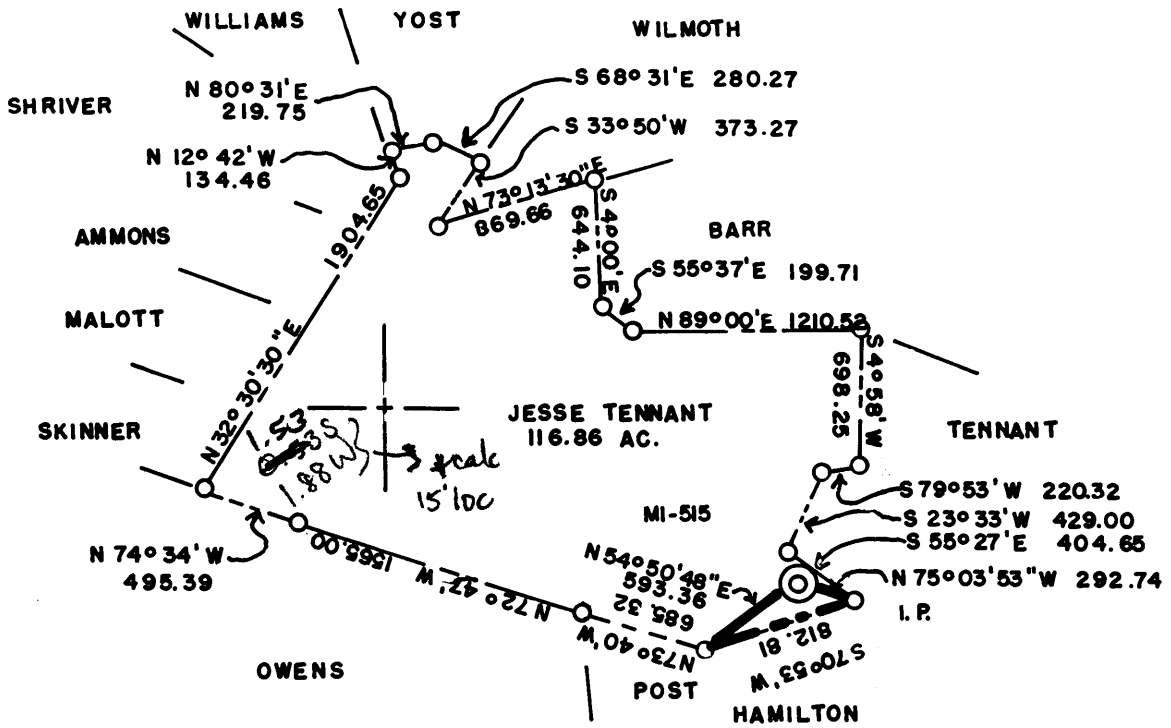 WILLIAMS
YOST
WILMOTH
N 80° 31' E
219.75
S 68° 31' E 280.27
SHRIVER
S 33° 50' W 373.27
N 12° 42' W
134.46
N 73° 13' 30" E
869.66
1904.65
N 32° 30' 30" E
S 4° 00' E
644.10
AMMONS
BARR
S 55° 37' E 199.71
MALOTT
N 89° 00' E 1210.52
S 4° 58' W
698.25
SKINNER
JESSE TENNANT
116.86 AC.
TENNANT
.53
1.88 W
15' loc
S 79° 53' W 220.32
MI-515
S 23° 33' W 429.00
S 55° 27' E 404.65
N 74° 34' W
495.39
N 54° 50' 48" E
593.36
685.32
N 75° 03' 53" W 292.74
I.P.
1565.00
N 72° 47' W
N 73° 40' W
812.81
S 70° 53' W
OWENS
POST
HAMILTON